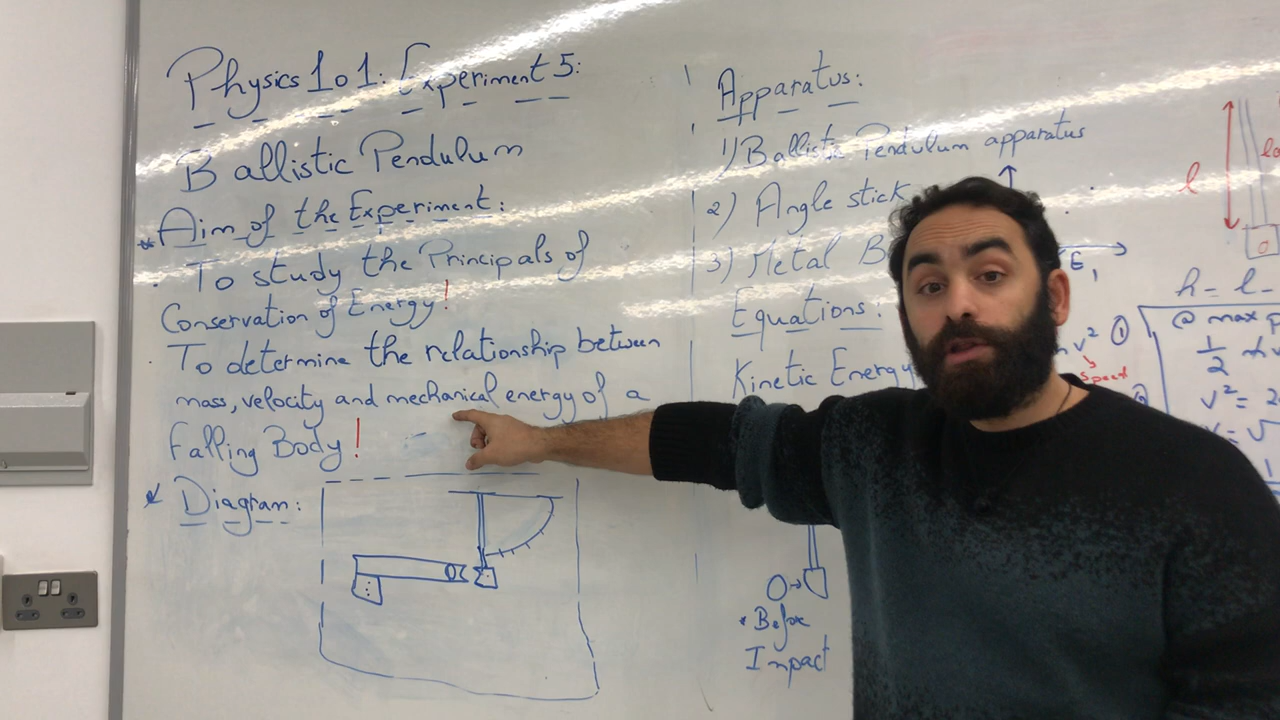 Physics 101: Experiment 5:
Ballistic Pendulum
* Aim of the Experiment:
. To study the Principals of
Conservation of Energy!
. To determine the relationship between
mass, velocity and mechanical energy of a
Falling Body!
* Diagram:
Apparatus:
1) Ballistic Pendulum apparatus
2) Angle stick
3) Metal B
Equations:
Kinetic Energy
v² ①
speed
* Before
Impact
l
h = l -
@ max p
1/2
v² = 2